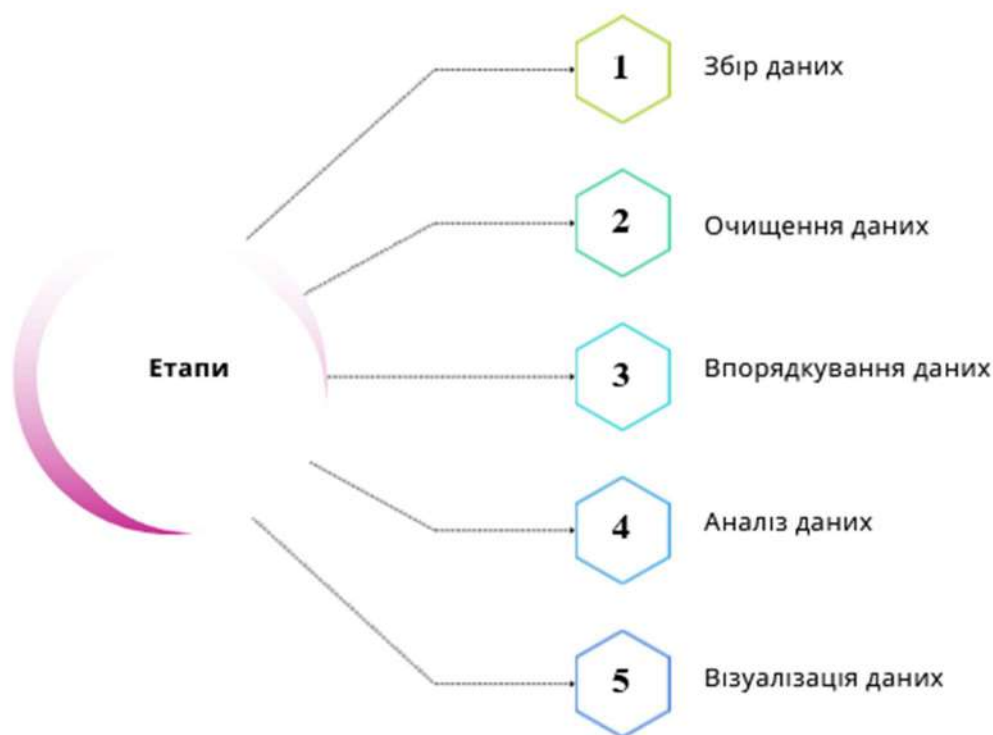 1 Збір даних
2 Очищення даних
Етапи
3 Впорядкування даних
4 Аналіз даних
5 Візуалізація даних